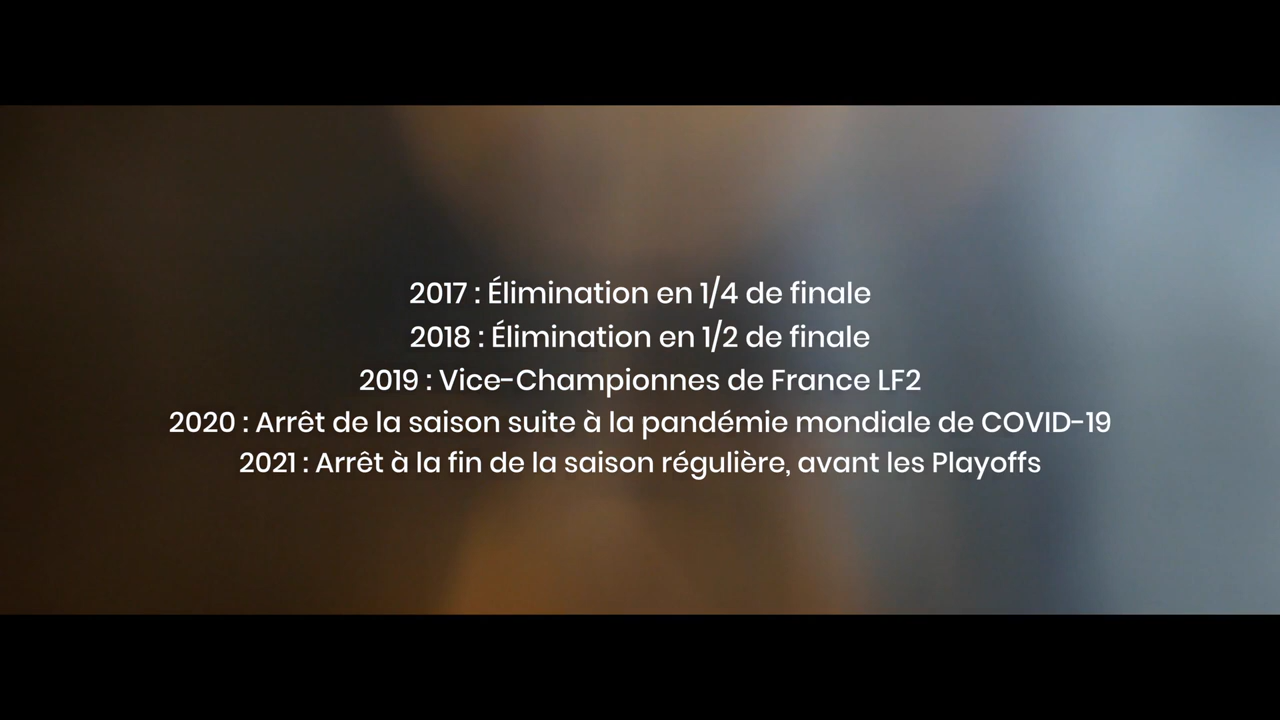 2017 : Élimination en 1/4 de finale
2018 : Élimination en 1/2 de finale
2019 : Vice-Championnes de France LF2
2020 : Arrêt de la saison suite à la pandémie mondiale de COVID-19
2021 : Arrêt à la fin de la saison régulière, avant les Playoffs